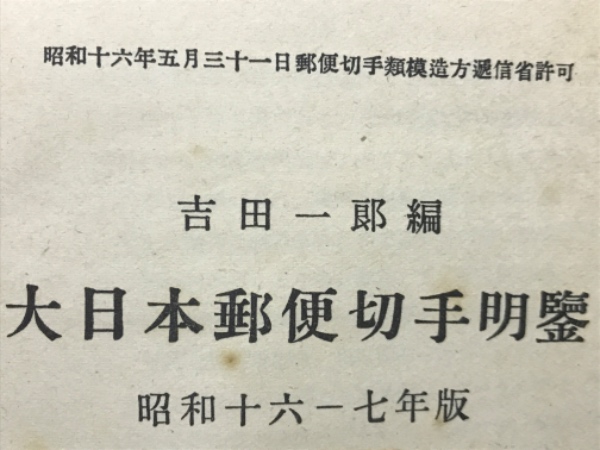 昭和十六年五月三十一日郵便切手類模造方遞信省許可
吉田一郎編
大日本郵便切手明鑒
昭和十六－七年版